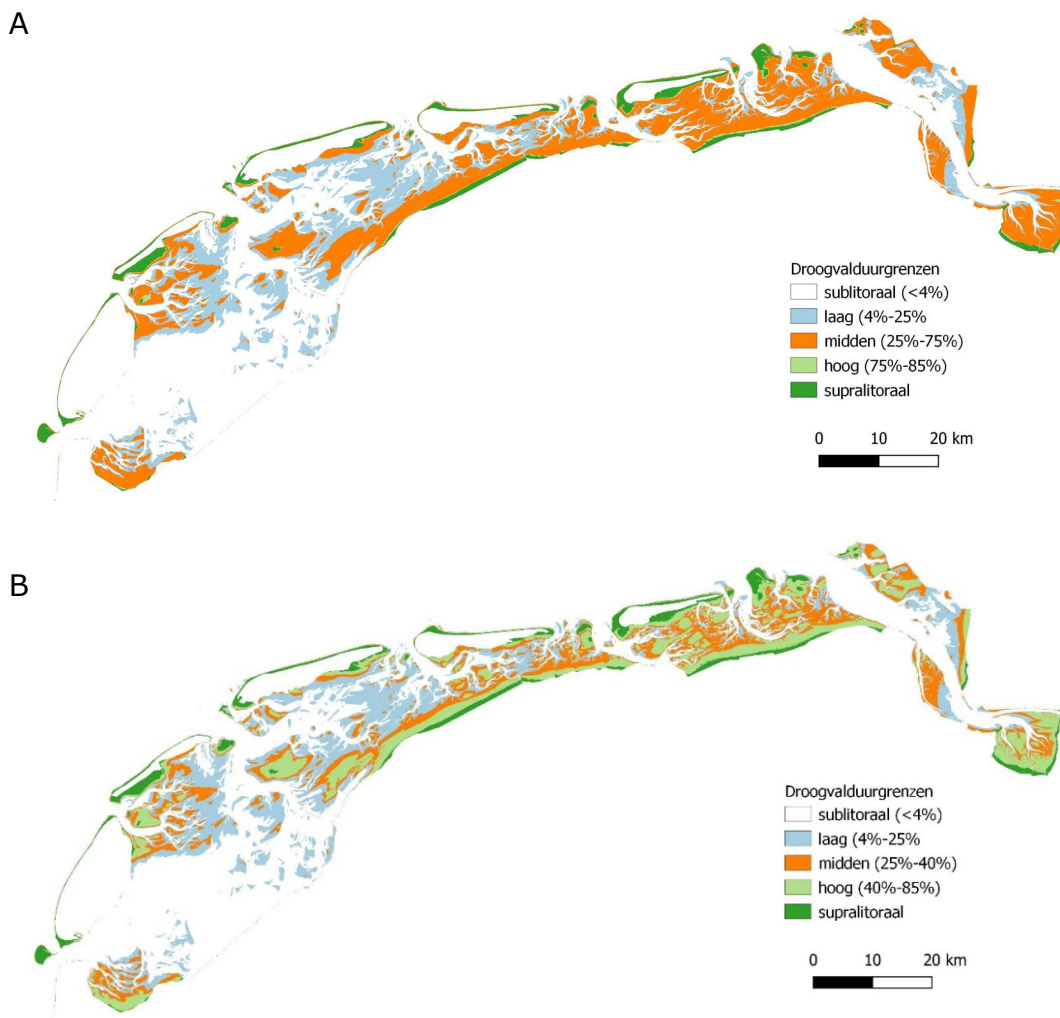 A
Droogvalduurgrenzen
sublitoraal (<4%)
laag (4%-25%
midden (25%-75%)
hoog (75%-85%)
supralitoraal
0 10 20 km
B
Droogvalduurgrenzen
sublitoraal (<4%)
laag (4%-25%
midden (25%-40%)
hoog (40%-85%)
supralitoraal
0 10 20 km